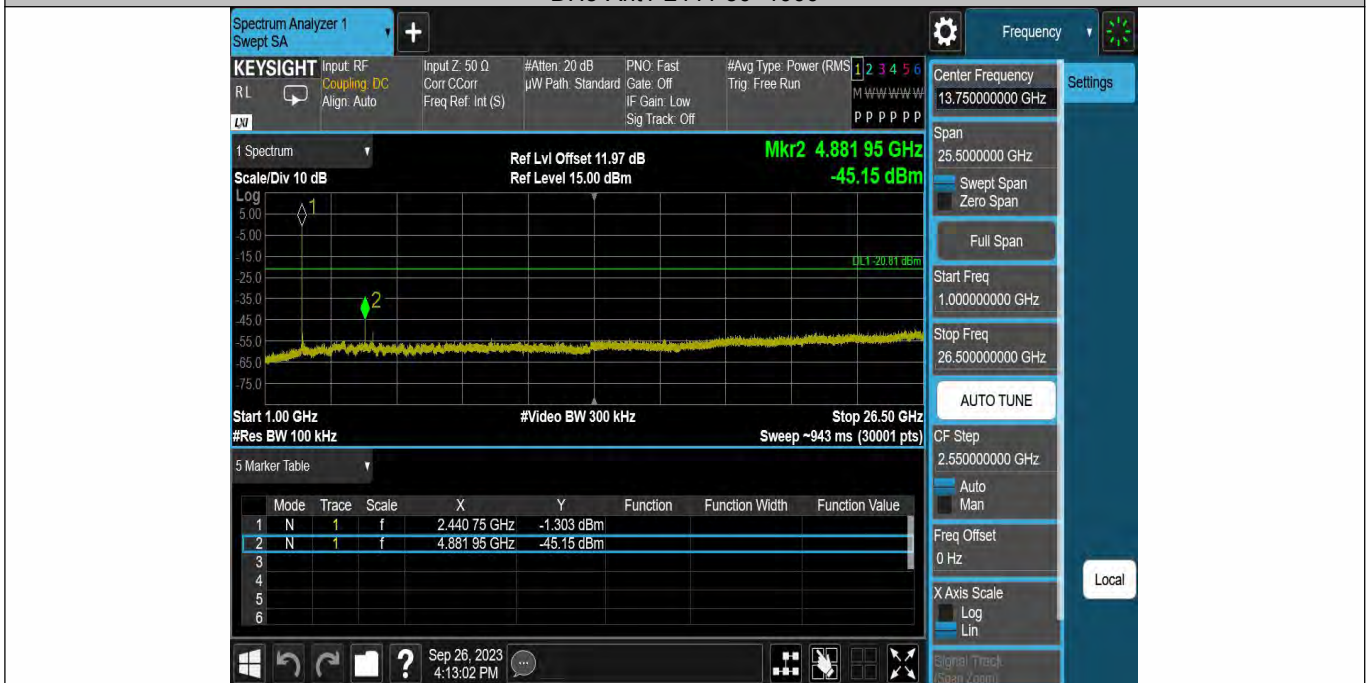 Spectrum Analyzer 1
Swept SA
+
Frequency
KEYSIGHT
RL
LXI
Input: RF
Coupling: DC
Align: Auto
Input Z: 50 Ω
Corr CCorr
Freq Ref: Int (S)
#Atten: 20 dB
µW Path: Standard
PNO: Fast
Gate: Off
IF Gain: Low
Sig Track: Off
#Avg Type: Power (RMS
Trig: Free Run
1 2 3 4 5 6
M W W W W W
P P P P P P
1 Spectrum
Scale/Div 10 dB
Ref Lvl Offset 11.97 dB
Ref Level 15.00 dBm
Mkr2 4.881 95 GHz
-45.15 dBm
Log
5.00
-5.00
-15.0
-25.0
-35.0
-45.0
-55.0
-65.0
-75.0
1
2
DL1 -20.81 dBm
Start 1.00 GHz
#Res BW 100 kHz
#Video BW 300 kHz
Stop 26.50 GHz
Sweep ~943 ms (30001 pts)
5 Marker Table
Mode Trace Scale X Y Function Function Width Function Value
1 N 1 f 2.440 75 GHz -1.303 dBm
2 N 1 f 4.881 95 GHz -45.15 dBm
3
4
5
6
Sep 26, 2023
4:13:02 PM
Center Frequency
13.750000000 GHz
Settings
Span
25.5000000 GHz
Swept Span
Zero Span
Full Span
Start Freq
1.000000000 GHz
Stop Freq
26.500000000 GHz
AUTO TUNE
CF Step
2.550000000 GHz
Auto
Man
Freq Offset
0 Hz
X Axis Scale
Log
Lin
Signal Track
(Span Zoom)
Local